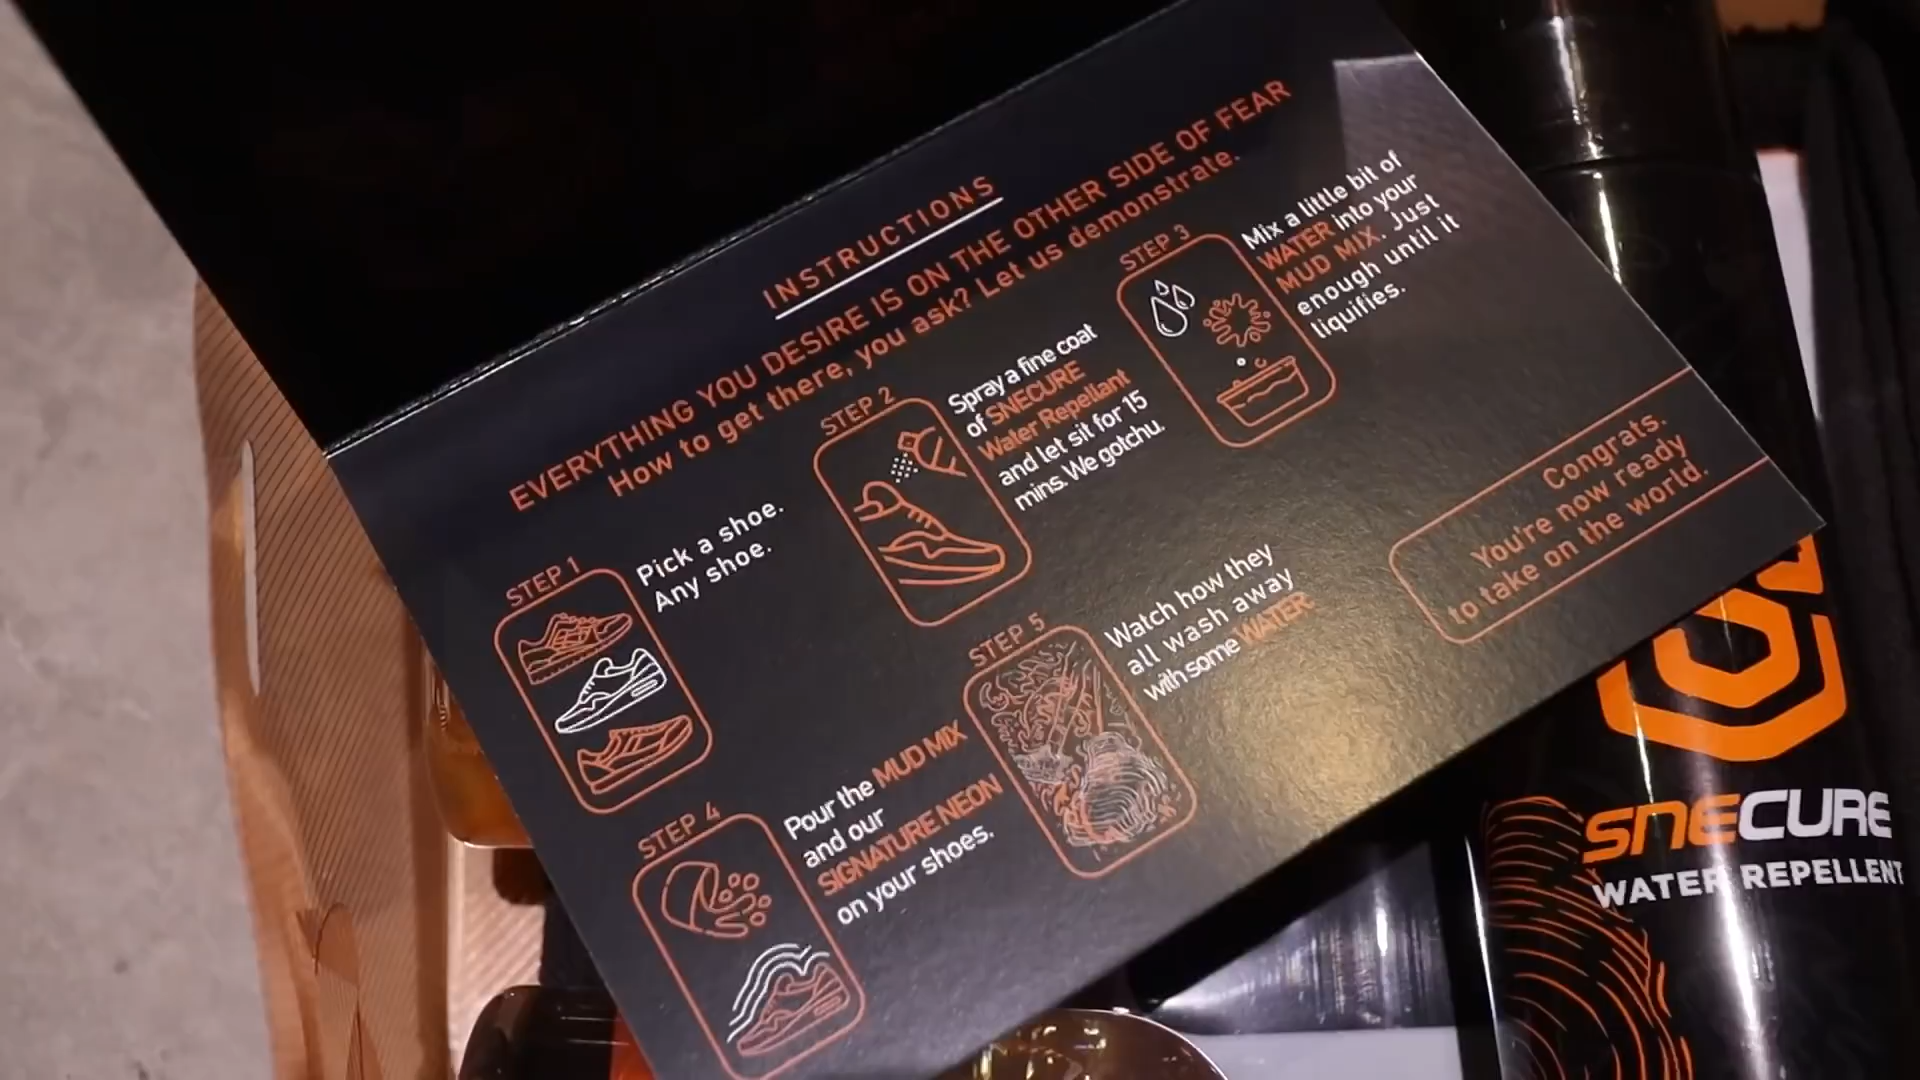 INSTRUCTIONS
EVERYTHING YOU DESIRE IS ON THE OTHER SIDE OF FEAR
How to get there, you ask? Let us demonstrate.
STEP 1
Pick a shoe.
Any shoe.
STEP 2
Spray a fine coat
of SNECURE
Water Repellant
and let sit for 15
mins. We gotchu.
STEP 3
Mix a little bit of
WATER into your
MUD MIX. Just
enough until it
liquifies.
STEP 4
Pour the MUD MIX
and our
SIGNATURE NEON
on your shoes.
STEP 5
Watch how they
all wash away
with some WATER
Congrats.
You're now ready
to take on the world.
SNECURE
WATER REPELLENT